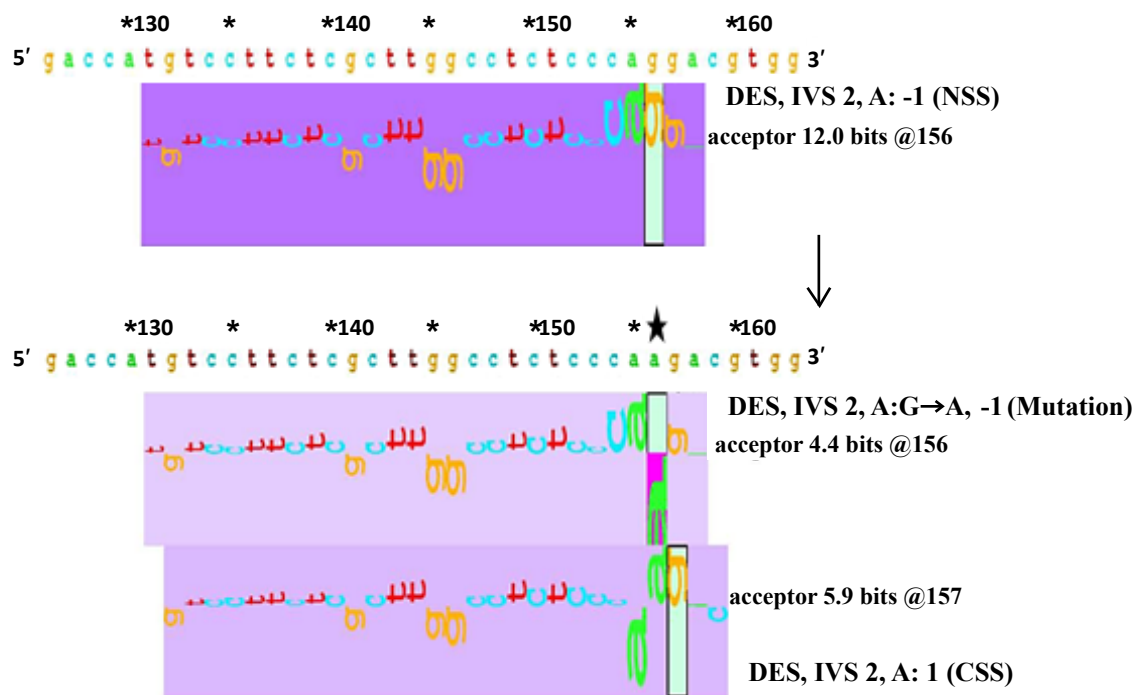 *130 * *140 * *150 * *160
5′ g a c c a t g t c c t t c t c g c t t g g c c t c t c c c a g g a c g t g g 3′
DES, IVS 2, A: -1 (NSS)
t g t c c t t c t c g c t t g g c c t c t c c c a g g
acceptor 12.0 bits @156
*130 * *140 * *150 * *160
5′ g a c c a t g t c c t t c t c g c t t g g c c t c t c c c a a g a c g t g g 3′
DES, IVS 2, A:G→A, -1 (Mutation)
t g t c c t t c t c g c t t g g c c t c t c c c a a g
acceptor 4.4 bits @156
g t c c t t c t c g c t t g g c c t c t c c c a a g c
acceptor 5.9 bits @157
DES, IVS 2, A: 1 (CSS)